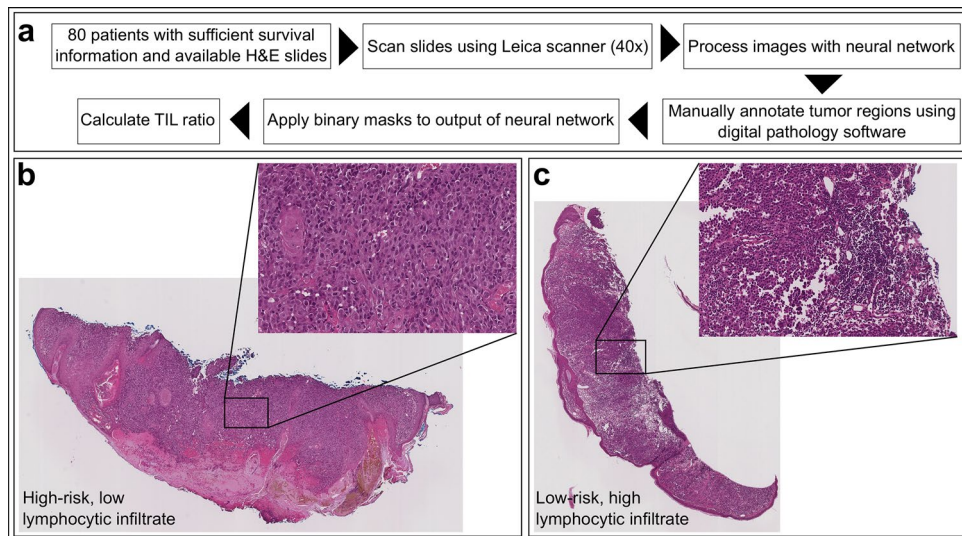 a
80 patients with sufficient survival
information and available H&E slides
Scan slides using Leica scanner (40x)
Process images with neural network
Manually annotate tumor regions using
digital pathology software
Apply binary masks to output of neural network
Calculate TIL ratio
b
High-risk, low
lymphocytic infiltrate
c
Low-risk, high
lymphocytic infiltrate